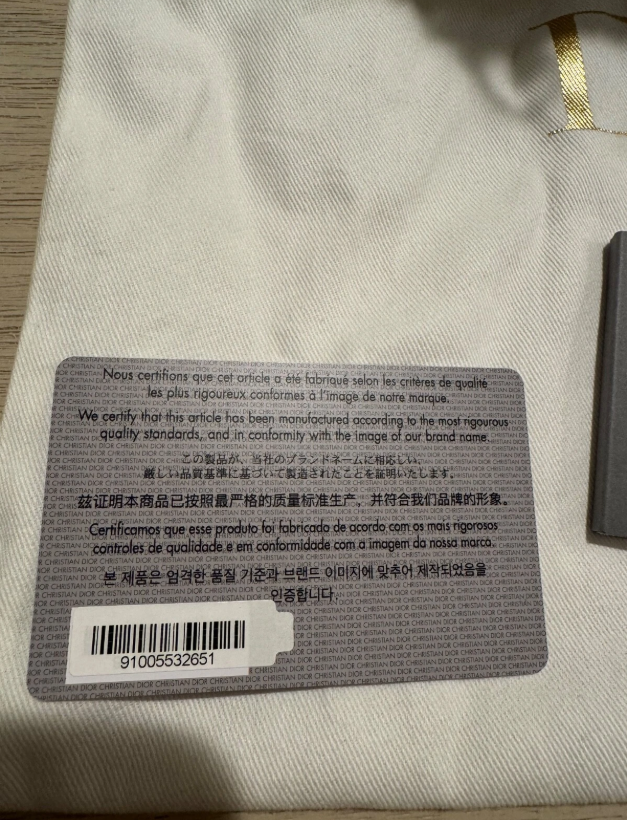 Nous certifions que cet article a été fabriqué selon les critères de qualité
les plus rigoureux conformes à l'image de notre marque.
We certify that this article has been manufactured according to the most rigourous
quality standards, and in conformity with the image of our brand name.
この製品が、当社のブランドネームに相応しい、
厳しい品質基準に基づいて製造されたことを証明いたします。
兹证明本商品已按照最严格的质量标准生产，并符合我们品牌的形象。
Certificamos que esse produto foi fabricado de acordo com os mais rigorosos
controles de qualidade e em conformidade com a imagem da nossa marca.
본 제품은 엄격한 품질 기준과 브랜드 이미지에 맞추어 제작되었음을
인증합니다.
91005532651